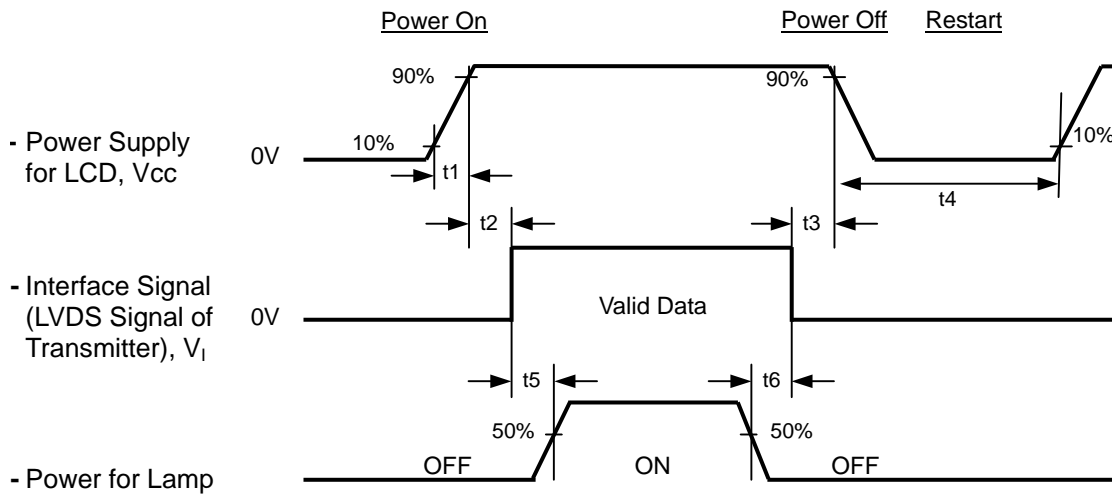 Power On
Power Off
Restart
90%
90%
10%
10%
- Power Supply
for LCD, Vcc
0V
t1
t4
t2
t3
- Interface Signal
(LVDS Signal of
Transmitter), VI
0V
Valid Data
t5
t6
50%
50%
- Power for Lamp
OFF
ON
OFF